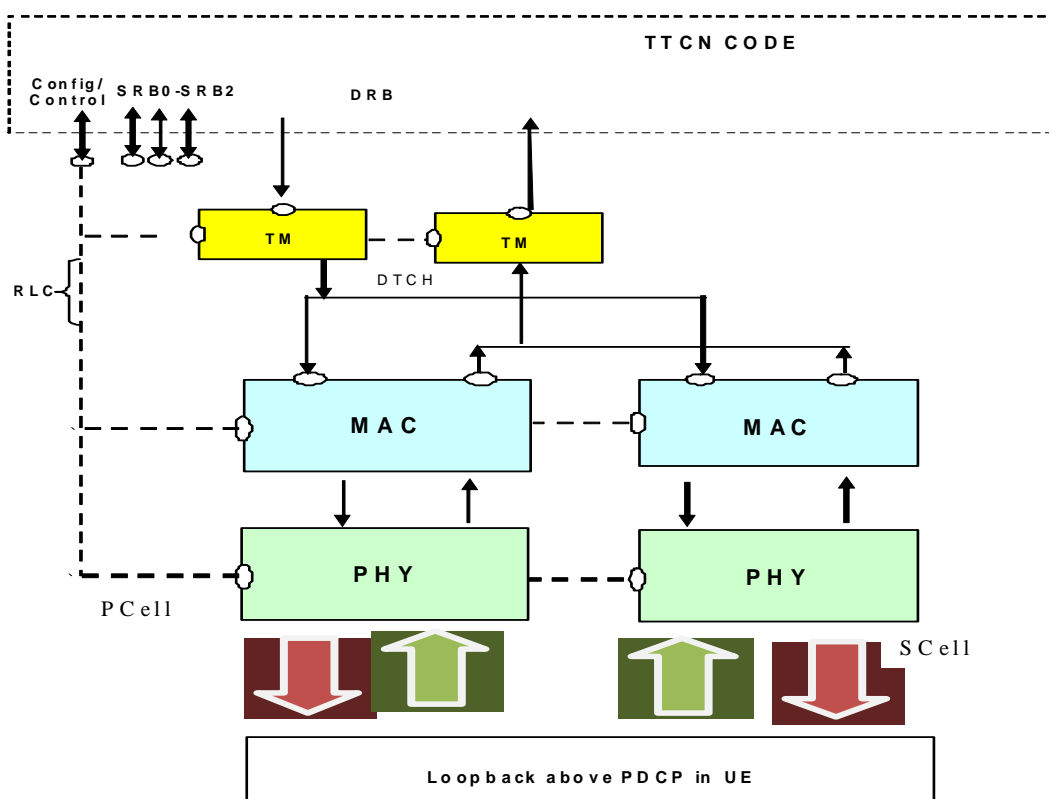 TTCN CODE
Config/
Control
SRB0-SRB2
DRB
TM
TM
DTCH
RLC
MAC
MAC
PHY
PHY
PCell
SCell
Loopback above PDCP in UE